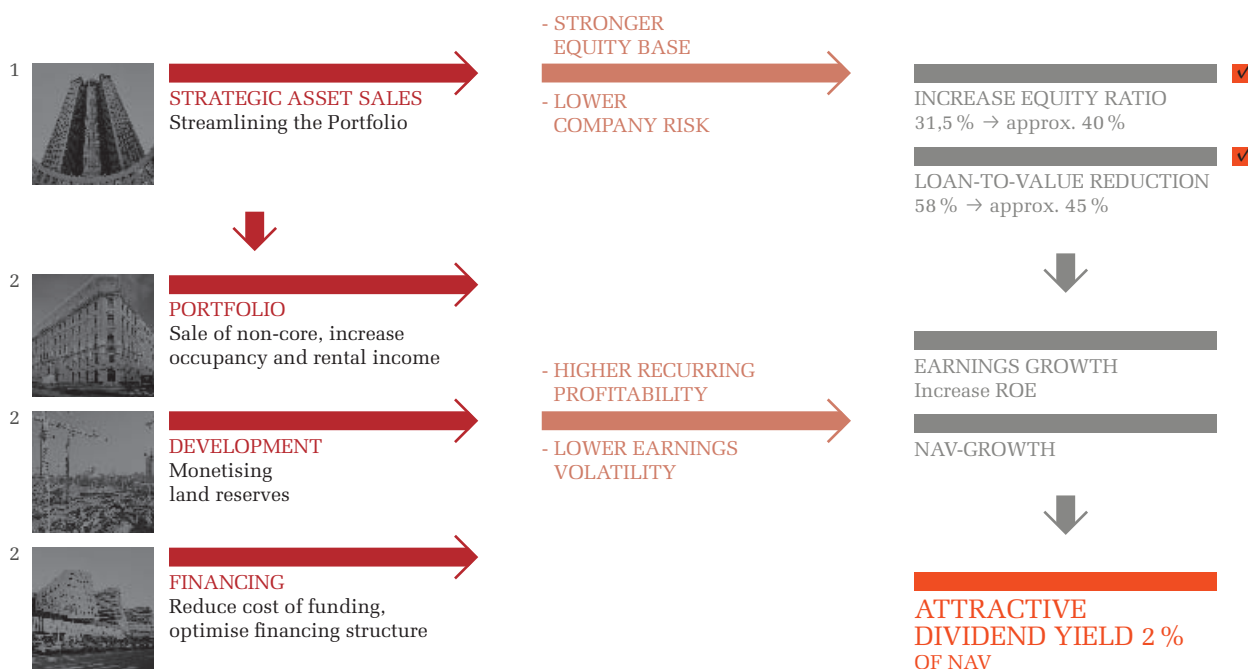 1
STRATEGIC ASSET SALES
Streamlining the Portfolio
- STRONGER
EQUITY BASE
- LOWER
COMPANY RISK
INCREASE EQUITY RATIO
31,5 % → approx. 40 %
LOAN-TO-VALUE REDUCTION
58 % → approx. 45 %
2
PORTFOLIO
Sale of non-core, increase
occupancy and rental income
2
DEVELOPMENT
Monetising
land reserves
2
FINANCING
Reduce cost of funding,
optimise financing structure
- HIGHER RECURRING
PROFITABILITY
- LOWER EARNINGS
VOLATILITY
EARNINGS GROWTH
Increase ROE
NAV-GROWTH
ATTRACTIVE
DIVIDEND YIELD 2 %
OF NAV